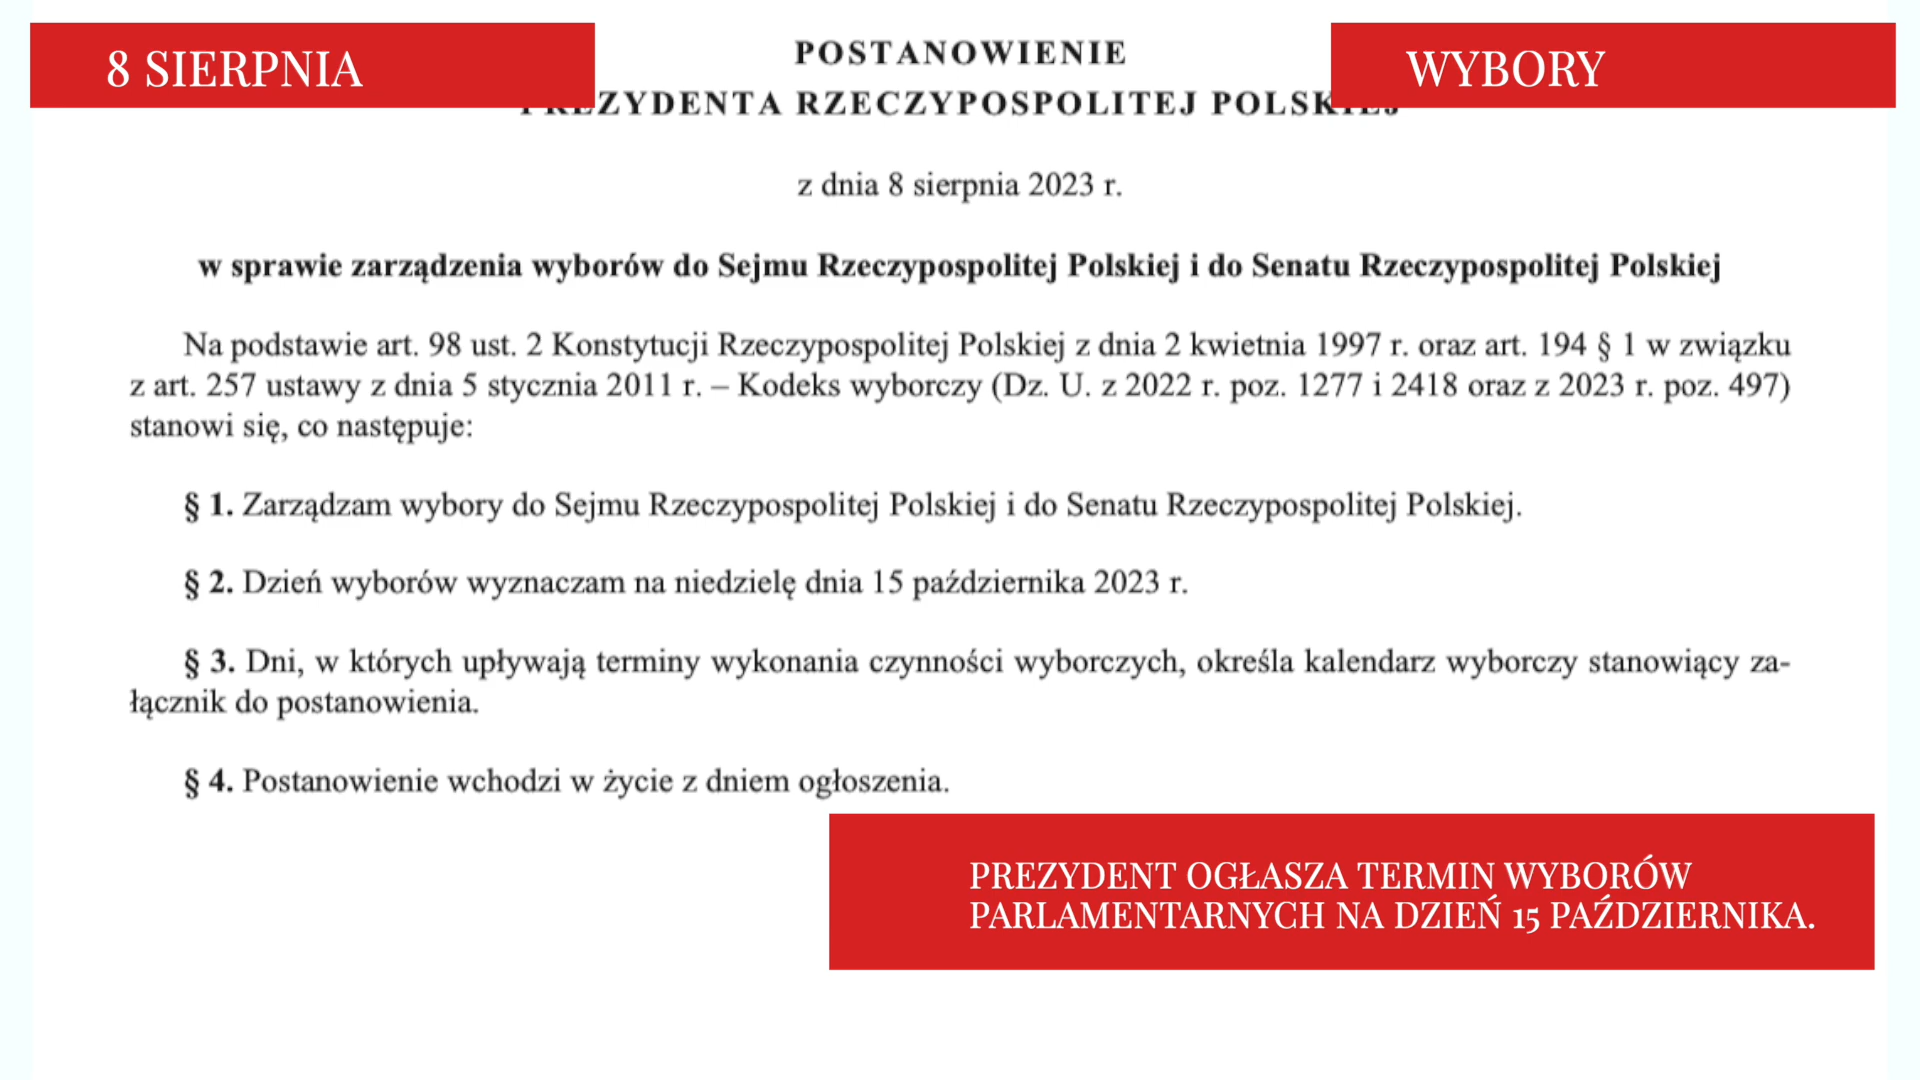 8 SIERPNIA
WYBORY
POSTANOWIENIE
PREZYDENTA RZECZYPOSPOLITEJ POLSKIEJ
z dnia 8 sierpnia 2023 r.
w sprawie zarządzenia wyborów do Sejmu Rzeczypospolitej Polskiej i do Senatu Rzeczypospolitej Polskiej
Na podstawie art. 98 ust. 2 Konstytucji Rzeczypospolitej Polskiej z dnia 2 kwietnia 1997 r. oraz art. 194 § 1 w związku
z art. 257 ustawy z dnia 5 stycznia 2011 r. – Kodeks wyborczy (Dz. U. z 2022 r. poz. 1277 i 2418 oraz z 2023 r. poz. 497)
stanowi się, co następuje:
§ 1. Zarządzam wybory do Sejmu Rzeczypospolitej Polskiej i do Senatu Rzeczypospolitej Polskiej.
§ 2. Dzień wyborów wyznaczam na niedzielę dnia 15 października 2023 r.
§ 3. Dni, w których upływają terminy wykonania czynności wyborczych, określa kalendarz wyborczy stanowiący za-
łącznik do postanowienia.
§ 4. Postanowienie wchodzi w życie z dniem ogłoszenia.
PREZYDENT OGŁASZA TERMIN WYBORÓW
PARLAMENTARNYCH NA DZIEŃ 15 PAŹDZIERNIKA.